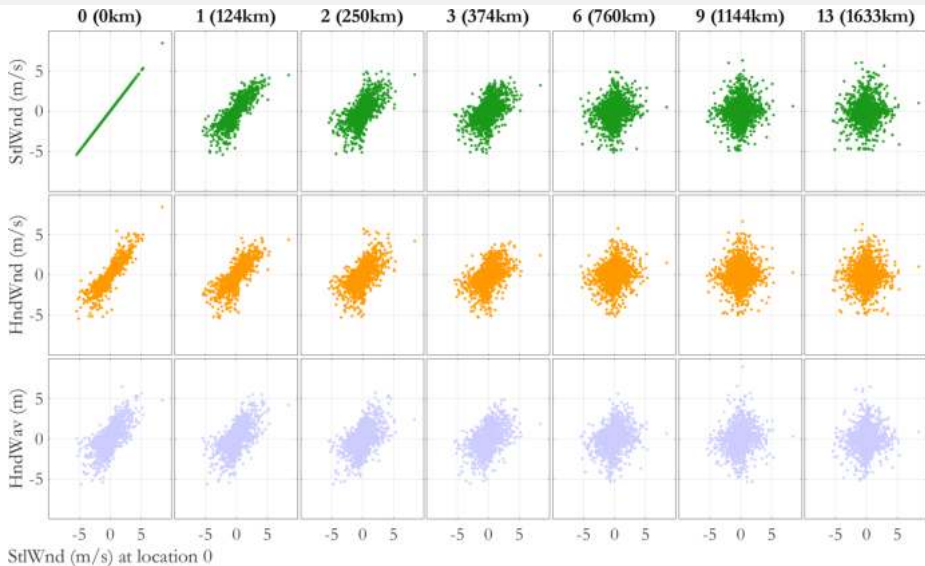 0 (0km) 1 (124km) 2 (250km) 3 (374km) 6 (760km) 9 (1144km) 13 (1633km)
StlWnd (m/s)
5
0
-5
HndWnd (m/s)
5
0
-5
HndWav (m)
5
0
-5
-5 0 5 -5 0 5 -5 0 5 -5 0 5 -5 0 5 -5 0 5 -5 0 5
StlWnd (m/s) at location 0